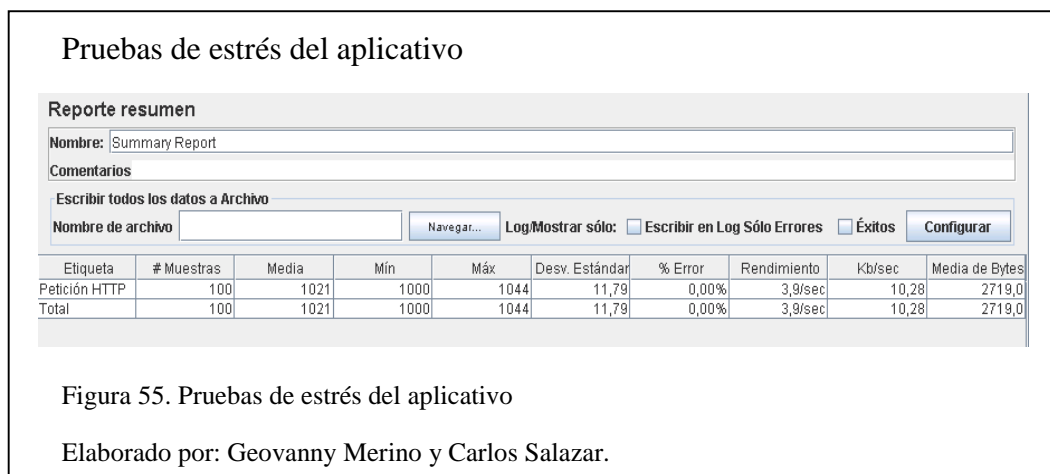 Pruebas de estrés del aplicativo
Reporte resumen
Nombre: Summary Report
Comentarios
Escribir todos los datos a Archivo
Nombre de archivo Navegar... Log/Mostrar sólo: Escribir en Log Sólo Errores Éxitos Configurar
Etiqueta # Muestras Media Mín Máx Desv. Estándar % Error Rendimiento Kb/sec Media de Bytes
Petición HTTP 100 1021 1000 1044 11,79 0,00% 3,9/sec 10,28 2719,0
Total 100 1021 1000 1044 11,79 0,00% 3,9/sec 10,28 2719,0
Figura 55. Pruebas de estrés del aplicativo
Elaborado por: Geovanny Merino y Carlos Salazar.